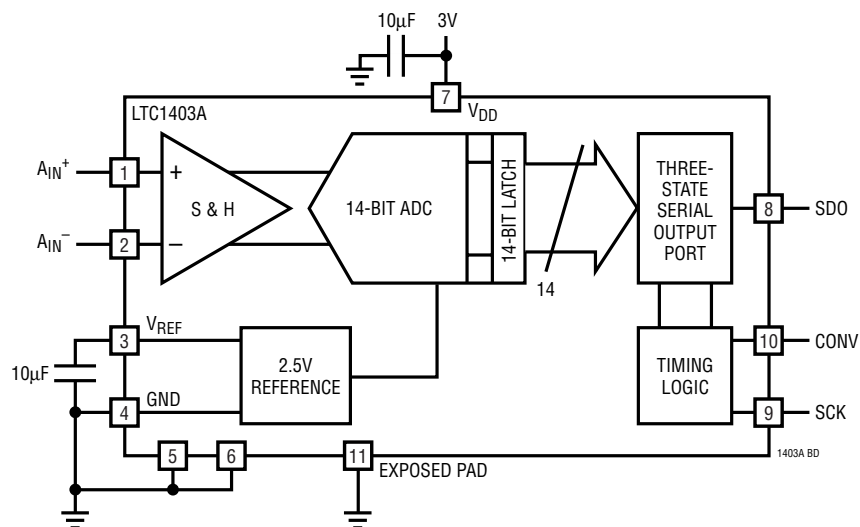 10µF 3V
7
LTC1403A
VDD
AIN+
1
+
S & H
AIN–
2
–
14-BIT ADC
14-BIT LATCH
14
THREE-
STATE
SERIAL
OUTPUT
PORT
8
SDO
3
VREF
10µF
4
GND
2.5V
REFERENCE
TIMING
LOGIC
10
CONV
9
SCK
5
6
11
EXPOSED PAD
1403A BD